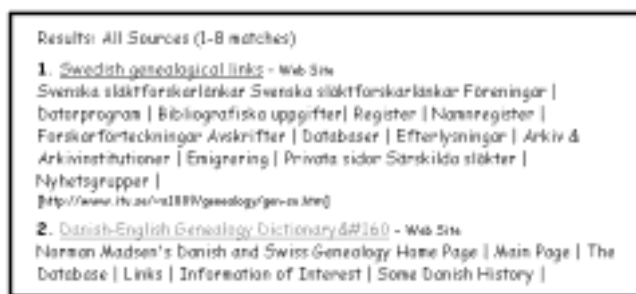 Results: All Sources (1-8 matches)
1. Swedish genealogical links - Web Site
Svenska släktforskarlänkar Svenska släktforskarlänkar Föreningar |
Datorprogram | Bibliografiska uppgifter| Register | Namnregister |
Forskarförteckningar Avskrifter | Databaser | Efterlysningar | Arkiv &
Arkivinstitutioner | Emigrering | Privata sidor Särskilda släkter |
Nyhetsgrupper |
2. Danish-English Genealogy Dictionary&#160 - Web Site
Norman Madsen's Danish and Swiss Genealogy Home Page | Main Page | The
Database | Links | Information of Interest | Some Danish History |